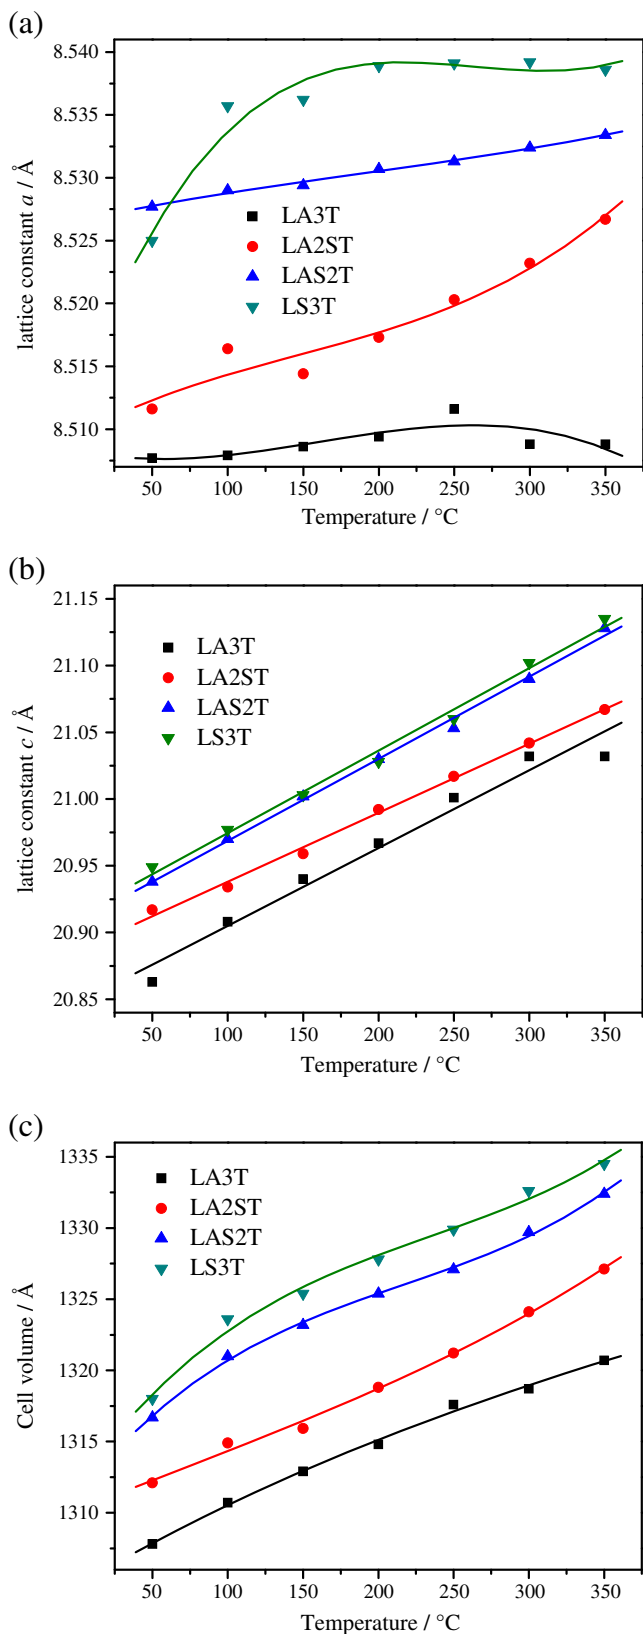 (a)
8.540
8.535
8.530
8.525
8.520
8.515
8.510
lattice constant a / Å
LA3T
LA2ST
LAS2T
LS3T
50 100 150 200 250 300 350
Temperature / °C
(b)
21.15
21.10
21.05
21.00
20.95
20.90
20.85
lattice constant c / Å
LA3T
LA2ST
LAS2T
LS3T
50 100 150 200 250 300 350
Temperature / °C
(c)
1335
1330
1325
1320
1315
1310
Cell volume / Å
LA3T
LA2ST
LAS2T
LS3T
50 100 150 200 250 300 350
Temperature / °C